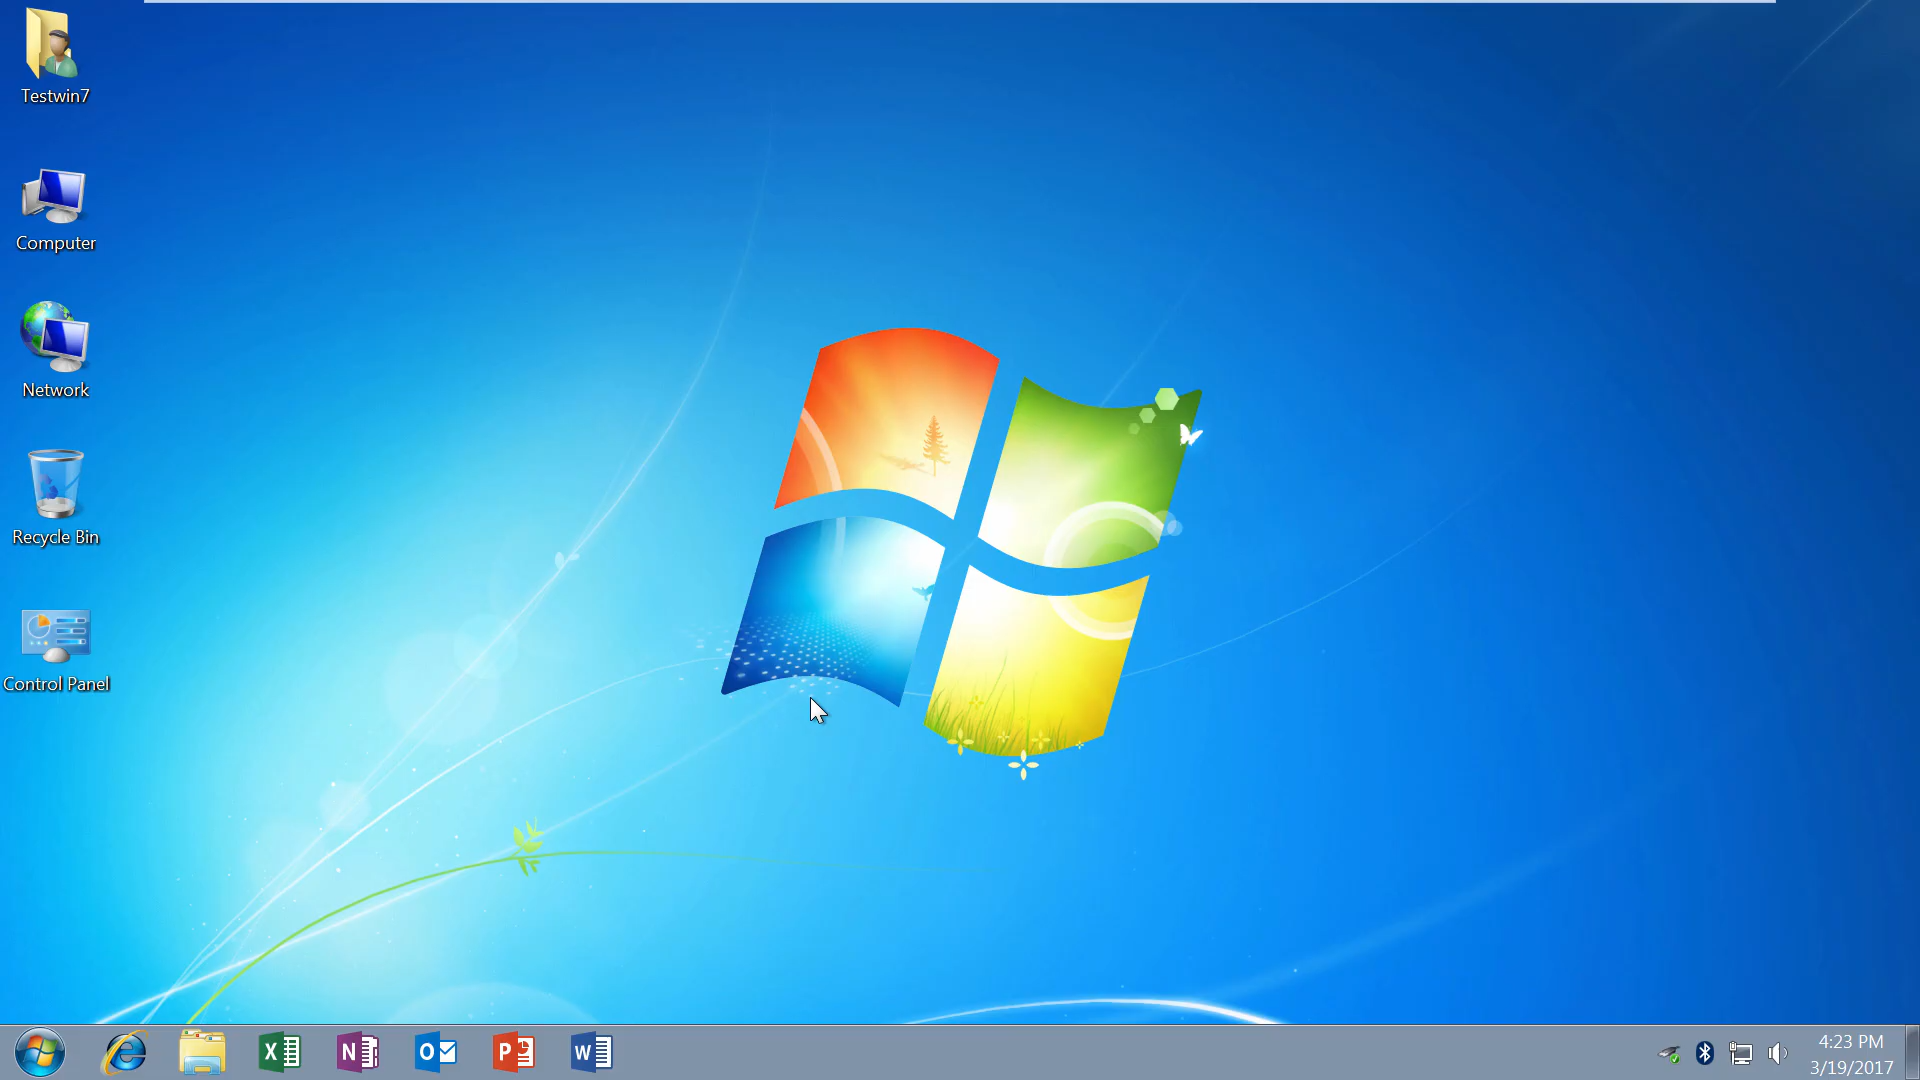 Testwin7
Computer
Network
Recycle Bin
Control Panel
X
N
O
P
W
4:23 PM
3/19/2017